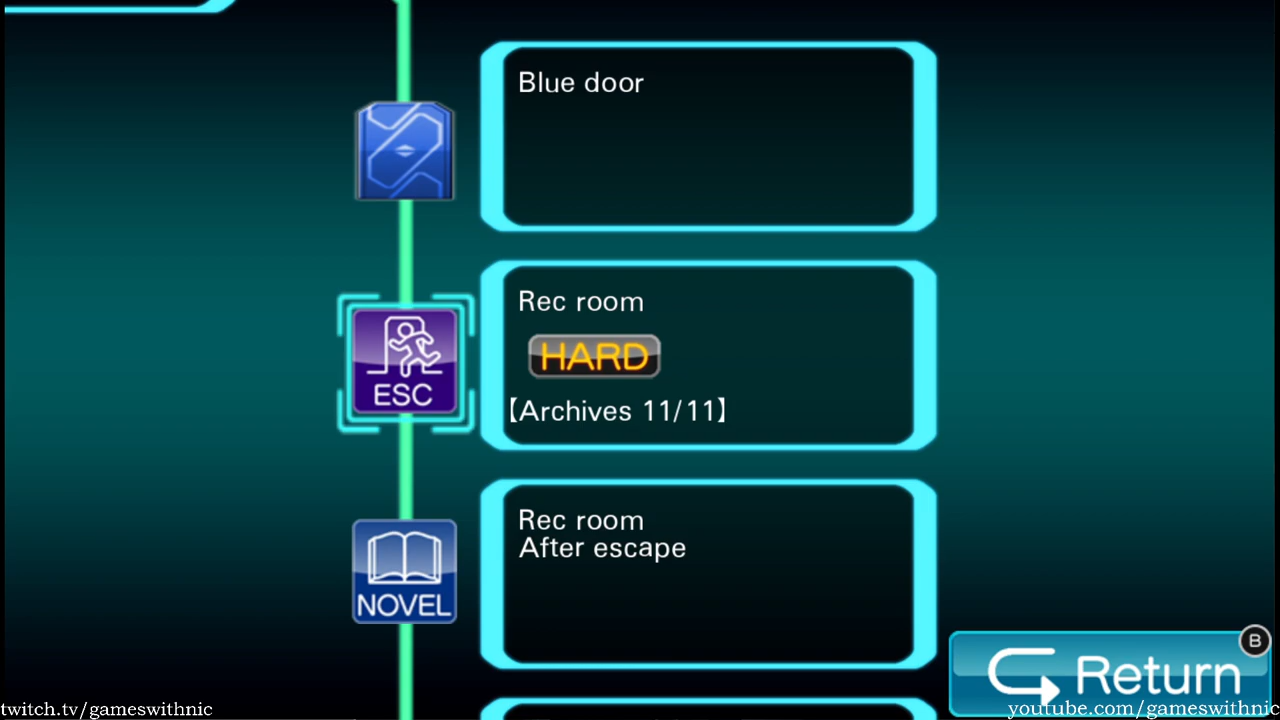 Blue door
Rec room
HARD
【Archives 11/11】
ESC
Rec room
After escape
NOVEL
B
Return
twitch.tv/gameswithnic
youtube.com/gameswithnic